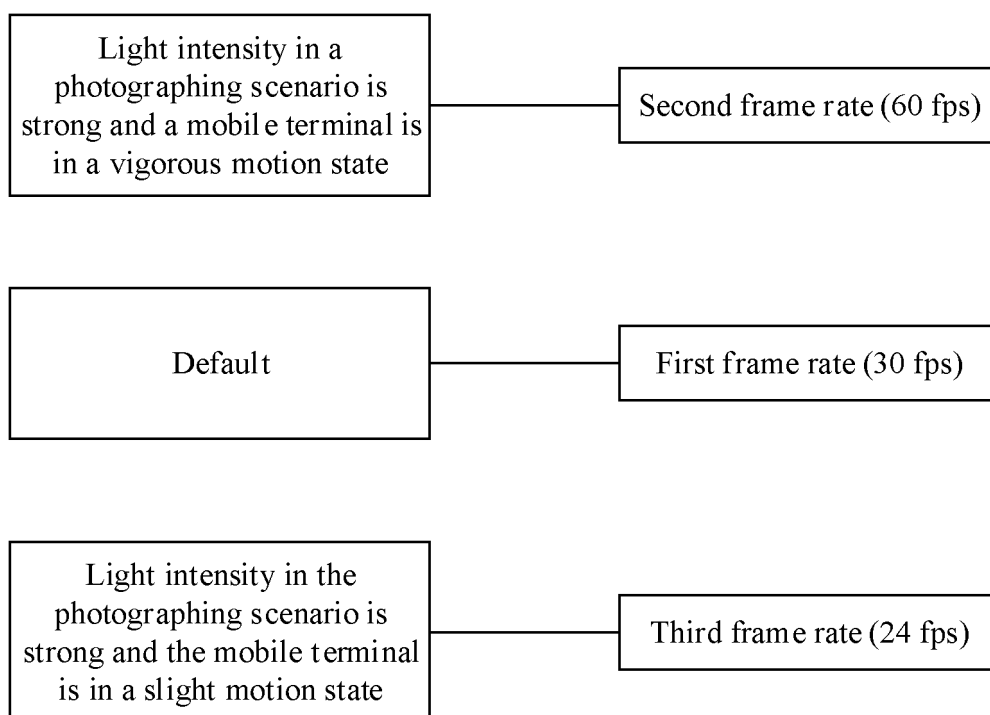 Light intensity in a
photographing scenario is
strong and a mobile terminal is
in a vigorous motion state
Second frame rate (60 fps)
Default
First frame rate (30 fps)
Light intensity in the
photographing scenario is
strong and the mobile terminal
is in a slight motion state
Third frame rate (24 fps)